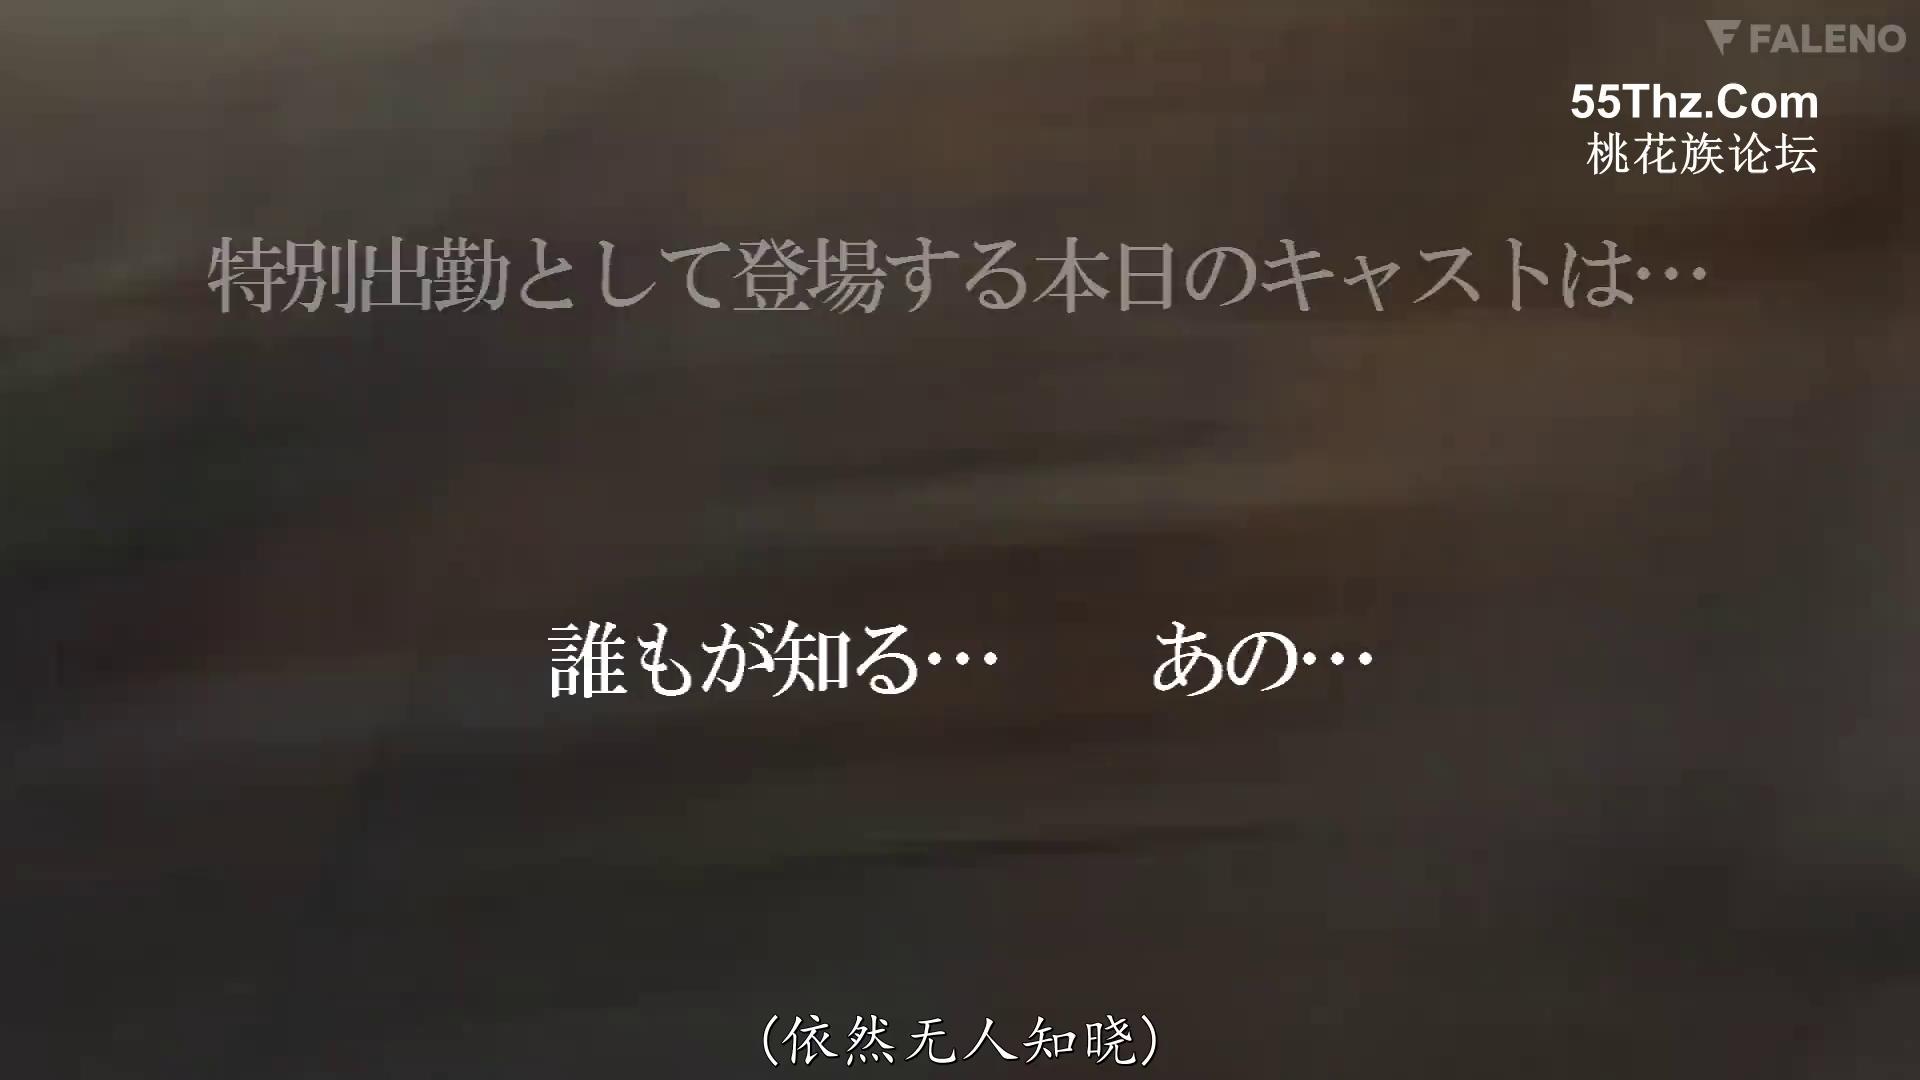 FALENO
55Thz.Com
桃花族论坛
特別出勤として登場する本日のキャストは…
誰もが知る… あの…
(依然无人知晓)